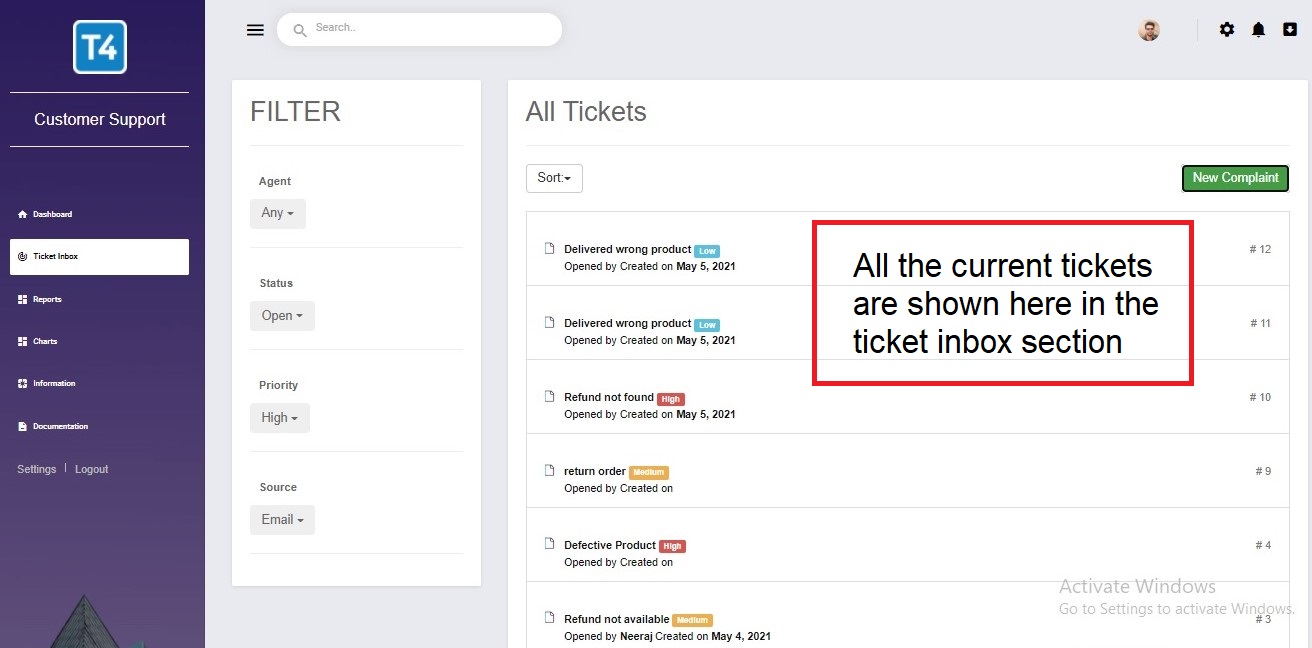 T4
Customer Support
Dashboard
Ticket Inbox
Reports
Charts
Information
Documentation
Settings | Logout
Search..
FILTER
Agent
Any
Status
Open
Priority
High
Source
Email
All Tickets
Sort:
New Complaint
Delivered wrong product Low # 12
Opened by Created on May 5, 2021
Delivered wrong product Low # 11
Opened by Created on May 5, 2021
Refund not found High # 10
Opened by Created on May 5, 2021
return order Medium # 9
Opened by Created on
Defective Product High # 4
Opened by Created on
Refund not available Medium # 3
Opened by Neeraj Created on May 4, 2021
All the current tickets
are shown here in the
ticket inbox section
Activate Windows
Go to Settings to activate Windows.